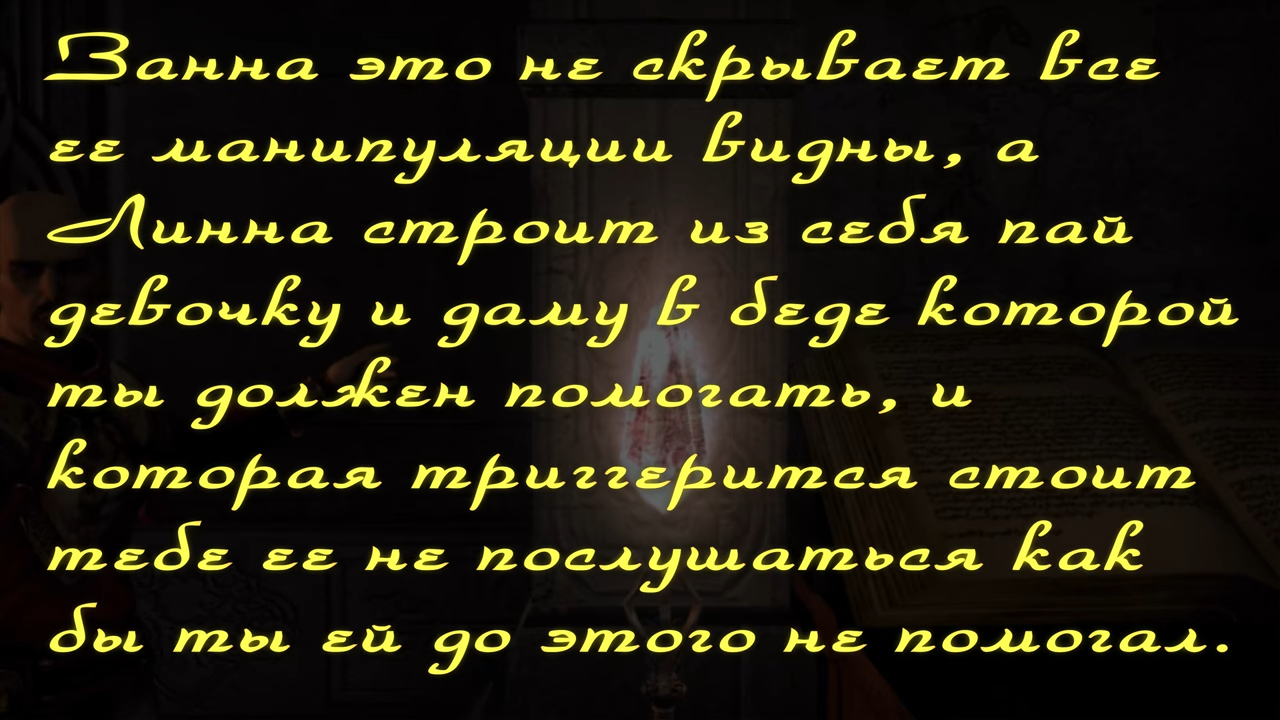 Занна это не скрывает все
ее манипуляции видны, а
Линна строит из себя пай
девочку и даму в беде которой
ты должен помогать, и
которая триггерится стоит
тебе ее не послушаться как
бы ты ей до этого не помогал.